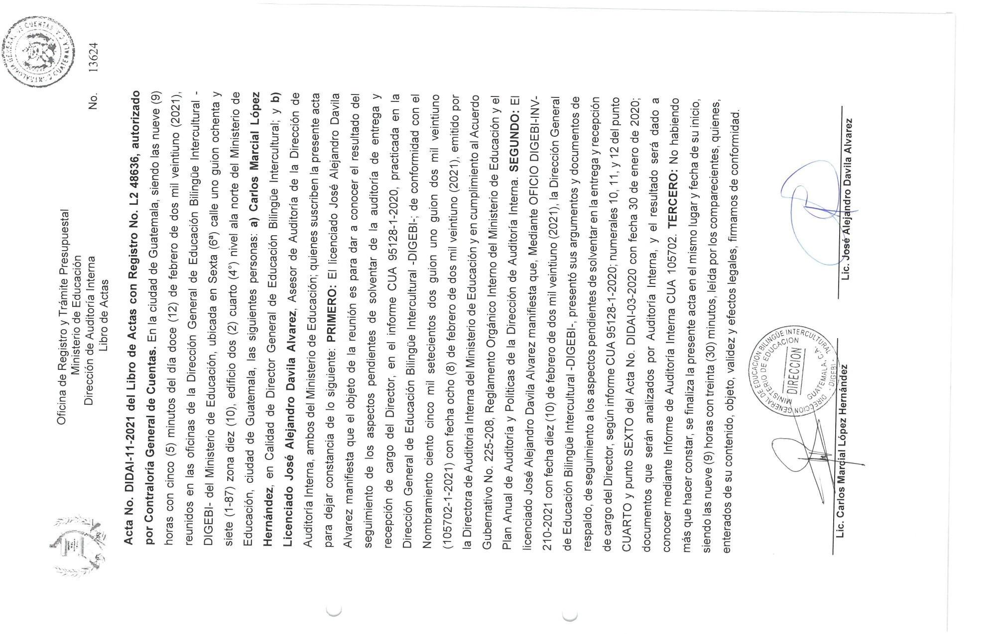 Oficina de Registro y Trámite Presupuestal
Ministerio de Educación
Dirección de Auditoría Interna
Libro de Actas
No. 13624
CONTRALORIA GENERAL DE CUENTAS
GUATEMALA, C.A.
Acta No. DIDAI-11-2021 del Libro de Actas con Registro No. L2 48636, autorizado
por Contraloría General de Cuentas. En la ciudad de Guatemala, siendo las nueve (9)
horas con cinco (5) minutos del día doce (12) de febrero de dos mil veintiuno (2021),
reunidos en las oficinas de la Dirección General de Educación Bilingüe Intercultural -
DIGEBI- del Ministerio de Educación, ubicada en Sexta (6ª) calle uno guion ochenta y
siete (1-87) zona diez (10), edificio dos (2) cuarto (4°) nivel ala norte del Ministerio de
Educación, ciudad de Guatemala, las siguientes personas: a) Carlos Marcial López
Hernández, en Calidad de Director General de Educación Bilingüe Intercultural; y b)
Licenciado José Alejandro Davila Alvarez, Asesor de Auditoría de la Dirección de
Auditoría Interna, ambos del Ministerio de Educación; quienes suscriben la presente acta
para dejar constancia de lo siguiente: PRIMERO: El licenciado José Alejandro Davila
Alvarez manifiesta que el objeto de la reunión es para dar a conocer el resultado del
seguimiento de los aspectos pendientes de solventar de la auditoría de entrega y
recepción de cargo del Director, en el informe CUA 95128-1-2020, practicada en la
Dirección General de Educación Bilingüe Intercultural -DIGEBI-; de conformidad con el
Nombramiento ciento cinco mil setecientos dos guion uno guion dos mil veintiuno
(105702-1-2021) con fecha ocho (8) de febrero de dos mil veintiuno (2021), emitido por
la Directora de Auditoria Interna del Ministerio de Educación y en cumplimiento al Acuerdo
Gubernativo No. 225-208, Reglamento Orgánico Interno del Ministerio de Educación y el
Plan Anual de Auditoría y Políticas de la Dirección de Auditoría Interna. SEGUNDO: El
licenciado José Alejandro Davila Alvarez manifiesta que, Mediante OFICIO DIGEBI-INV-
210-2021 con fecha diez (10) de febrero de dos mil veintiuno (2021), la Dirección General
de Educación Bilingüe Intercultural -DIGEBI-, presentó sus argumentos y documentos de
respaldo, de seguimiento a los aspectos pendientes de solventar en la entrega y recepción
de cargo del Director, según informe CUA 95128-1-2020; numerales 10, 11, y 12 del punto
CUARTO y punto SEXTO del Acta No. DIDAI-03-2020 con fecha 30 de enero de 2020;
documentos que serán analizados por Auditoría Interna, y el resultado será dado a
conocer mediante Informe de Auditoría Interna CUA 105702. TERCERO: No habiendo
más que hacer constar, se finaliza la presente acta en el mismo lugar y fecha de su inicio,
siendo las nueve (9) horas con treinta (30) minutos, leída por los comparecientes, quienes,
enterados de su contenido, objeto, validez y efectos legales, firmamos de conformidad.
DIRECCION GENERAL DE EDUCACION BILINGÜE INTERCULTURAL
- DIGEBI -
MINISTERIO DE EDUCACION
DIRECCION
GUATEMALA, C.A.
Lic. Carlos Marcial López Hernández
Lic. José Alejandro Davila Alvarez